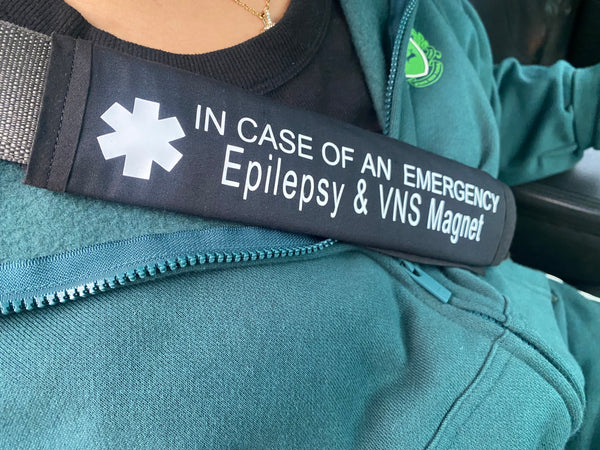 IN CASE OF AN EMERGENCY
Epilepsy & VNS Magnet